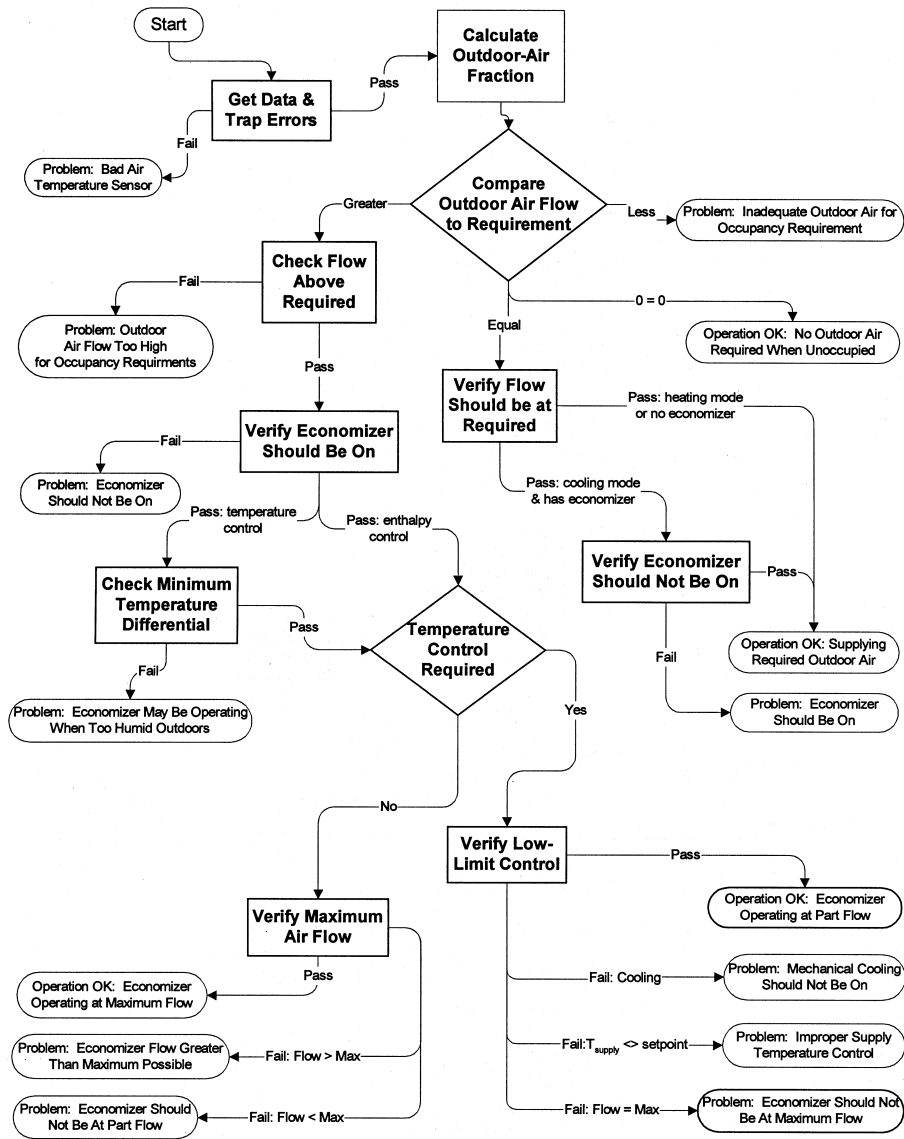 Start
Calculate
Outdoor-Air
Fraction
Pass
Get Data &
Trap Errors
Fail
Problem: Bad Air
Temperature Sensor
Compare
Outdoor Air Flow
to Requirement
Greater
Less
Problem: Inadequate Outdoor Air for
Occupancy Requirement
Check Flow
Above
Required
Fail
Problem: Outdoor
Air Flow Too High
for Occupancy Requirments
0 = 0
Operation OK: No Outdoor Air
Required When Unoccupied
Equal
Pass
Verify Flow
Should be at
Required
Pass: heating mode
or no economizer
Verify Economizer
Should Be On
Fail
Problem: Economizer
Should Not Be On
Pass: cooling mode
& has economizer
Pass: temperature
control
Pass: enthalpy
control
Verify Economizer
Should Not Be On
Pass
Check Minimum
Temperature
Differential
Pass
Temperature
Control
Required
Operation OK: Supplying
Required Outdoor Air
Fail
Fail
Problem: Economizer May Be Operating
When Too Humid Outdoors
Problem: Economizer
Should Be On
Yes
No
Verify Low-
Limit Control
Pass
Operation OK: Economizer
Operating at Part Flow
Verify Maximum
Air Flow
Pass
Operation OK: Economizer
Operating at Maximum Flow
Fail: Cooling
Problem: Mechanical Cooling
Should Not Be On
Problem: Economizer Flow Greater
Than Maximum Possible
Fail: Flow > Max
Fail:Tsupply <> setpoint
Problem: Improper Supply
Temperature Control
Problem: Economizer Should
Not Be At Part Flow
Fail: Flow < Max
Fail: Flow = Max
Problem: Economizer Should Not
Be At Maximum Flow